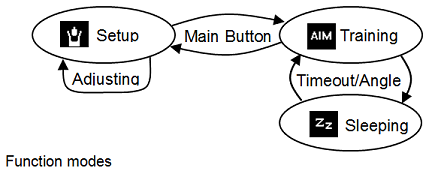 Setup
Main Button
AIM Training
Adjusting
Timeout/Angle
Zz Sleeping
Function modes